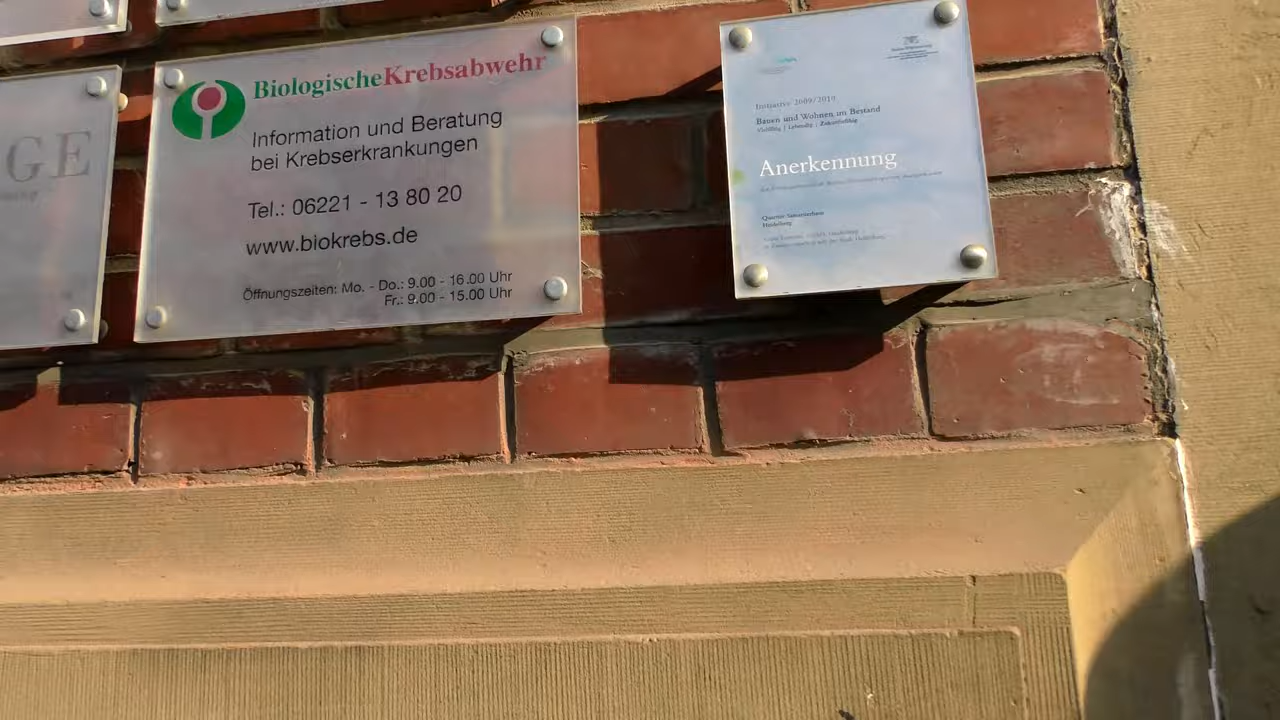 GE
BiologischeKrebsabwehr
Information und Beratung
bei Krebserkrankungen
Tel.: 06221 - 13 80 20
www.biokrebs.de
Öffnungszeiten: Mo. - Do.: 9.00 - 16.00 Uhr
Fr.: 9.00 - 15.00 Uhr
Initiative 2009/2010
Bauen und Wohnen im Bestand
Vielfältig | Lebendig | Zukunftsfähig
Anerkennung
Quartier Samariterhaus
Heidelberg